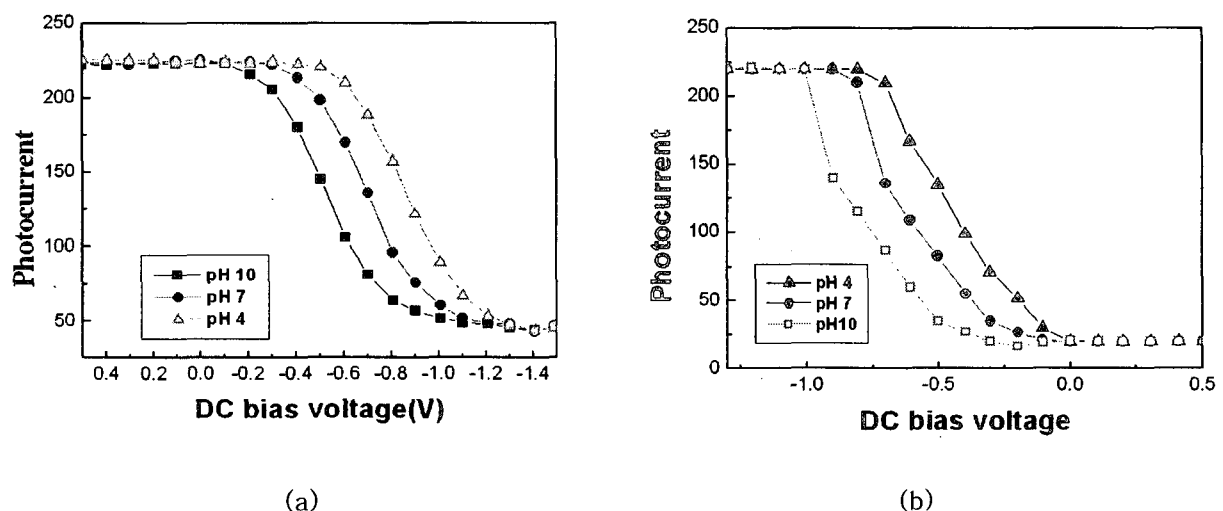 250
200
150
100
50
Photocurrent
pH 10
pH 7
pH 4
0.4 0.2 0.0 -0.2 -0.4 -0.6 -0.8 -1.0 -1.2 -1.4
DC bias voltage(V)
(a)
250
200
150
100
50
0
Photocurrent
pH 4
pH 7
pH10
-1.0 -0.5 0.0 0.5
DC bias voltage
(b)